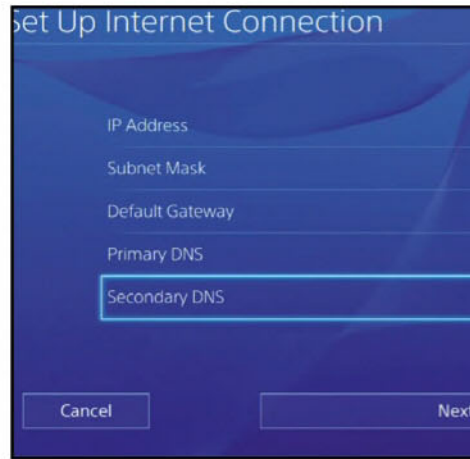 Set Up Internet Connection
IP Address
Subnet Mask
Default Gateway
Primary DNS
Secondary DNS
Cancel
Next